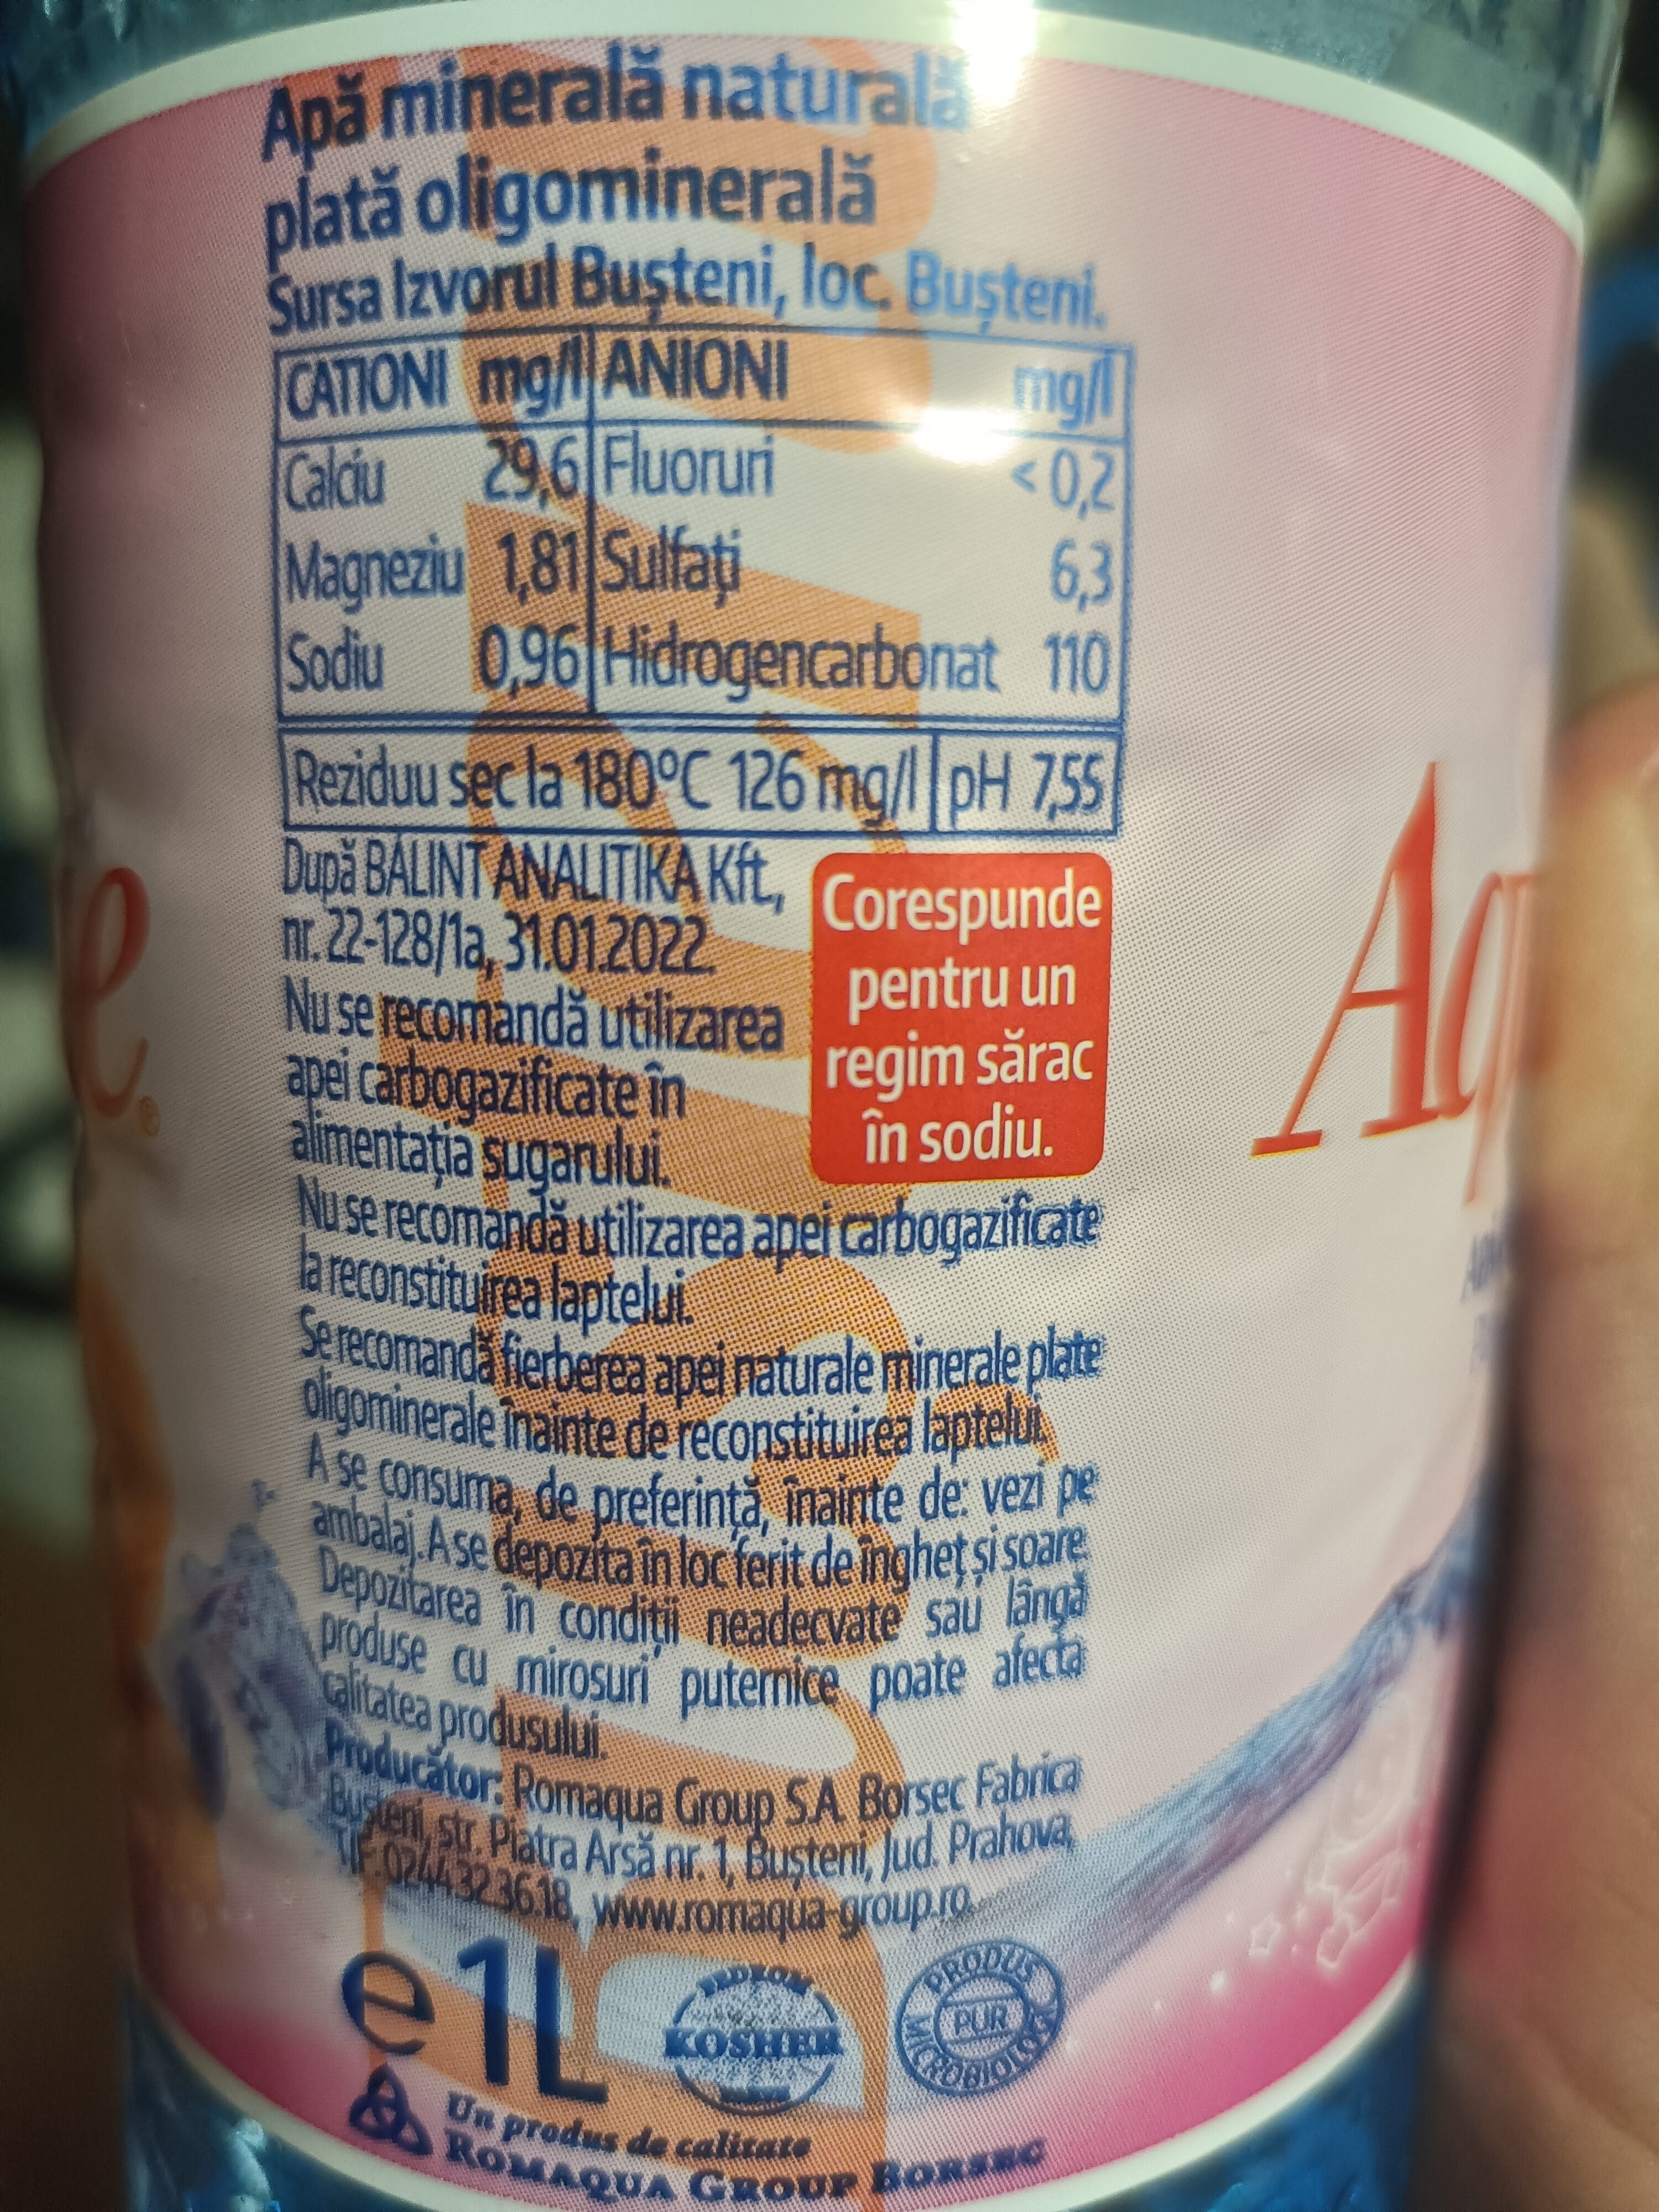 Apă minerală naturală
plată oligominerală
Sursa Izvorul Bușteni, loc. Bușteni.
CATIONI mg/l ANIONI mg/l
Calciu 29,6 Fluoruri < 0,2
Magneziu 1,81 Sulfați 6,3
Sodiu 0,96 Hidrogencarbonat 110
Reziduu sec la 180°C 126 mg/l pH 7,55
După BÁLINT ANALITIKA Kft.,
nr. 22-128/1a, 31.01.2022.
Nu se recomandă utilizarea
apei carbogazificate în
alimentația sugarului.
Corespunde
pentru un
regim sărac
în sodiu.
Nu se recomandă utilizarea apei carbogazificate
la reconstituirea laptelui.
Se recomandă fierberea apei naturale minerale plate
oligominerale înainte de reconstituirea laptelui.
A se consuma, de preferință, înainte de: vezi pe
ambalaj. A se depozita în loc ferit de îngheț și soare.
Depozitarea în condiții neadecvate sau lângă
produse cu mirosuri puternice poate afecta
calitatea produsului.
Producător: Romaqua Group S.A. Borsec Fabrica
Bușteni, str. Piatra Arsă nr. 1, Bușteni, Jud. Prahova,
Tlf: 0244.32.36.18, www.romaqua-group.ro.
e 1L
KOSHER
PRODUS
PUR
MICROBIOLOGIC
Un produs de calitate
ROMAQUA GROUP BORSEC
Aq
e®